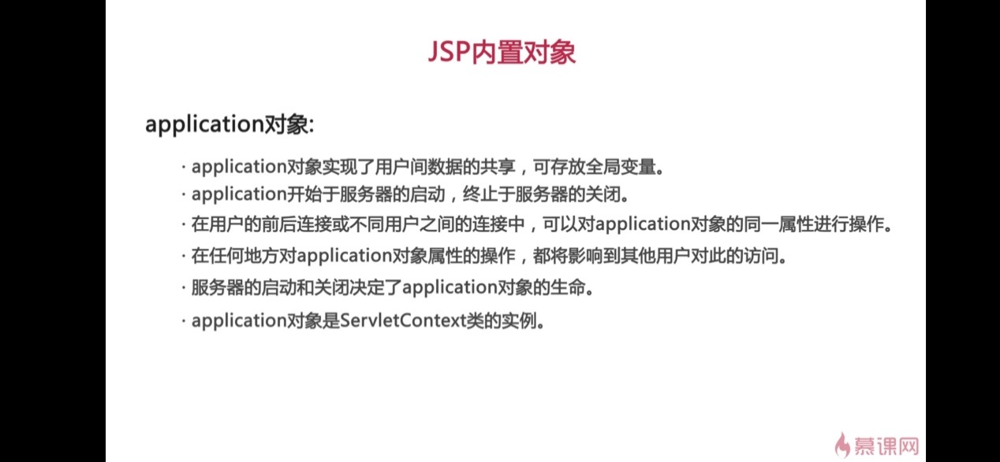 JSP内置对象
application对象:
· application对象实现了用户间数据的共享，可存放全局变量。
· application开始于服务器的启动，终止于服务器的关闭。
· 在用户的前后连接或不同用户之间的连接中，可以对application对象的同一属性进行操作。
· 在任何地方对application对象属性的操作，都将影响到其他用户对此的访问。
· 服务器的启动和关闭决定了application对象的生命。
· application对象是ServletContext类的实例。
慕课网